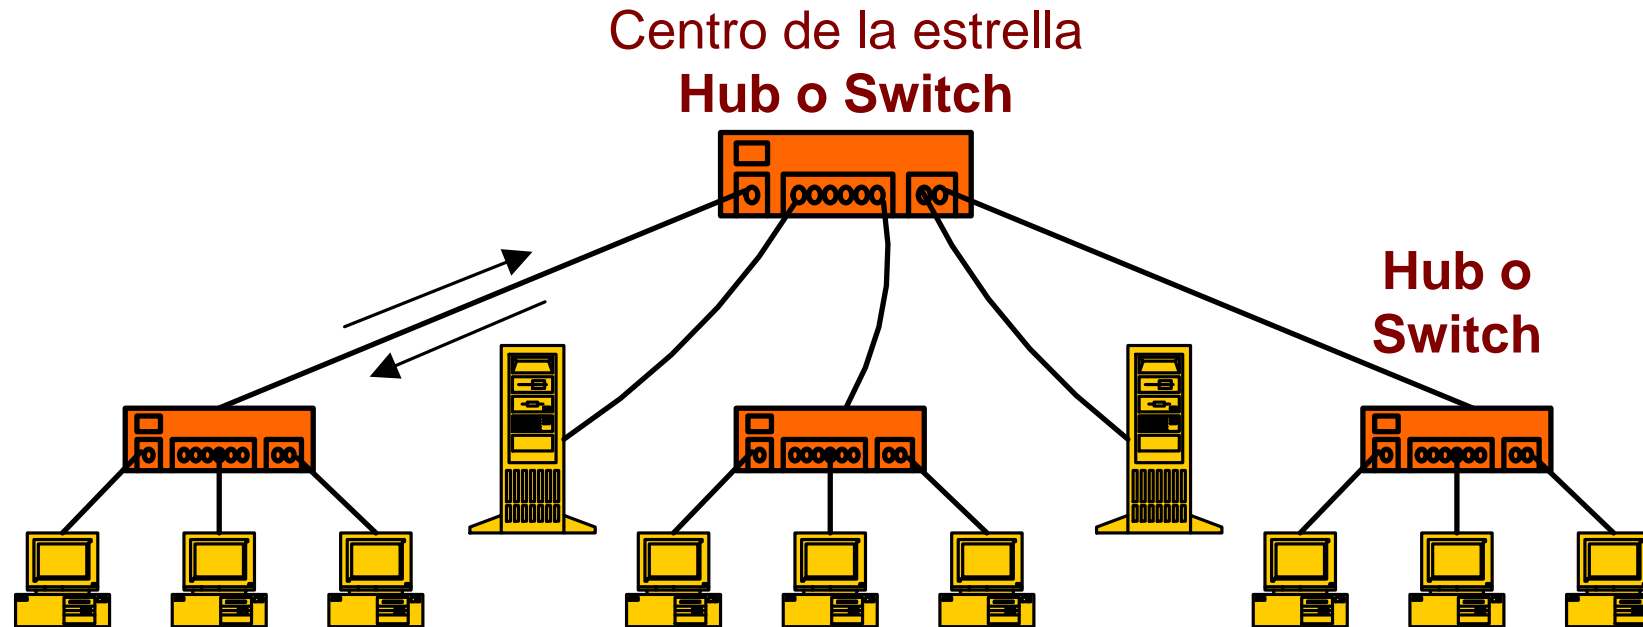 Centro de la estrella
Hub o Switch
Hub o
Switch